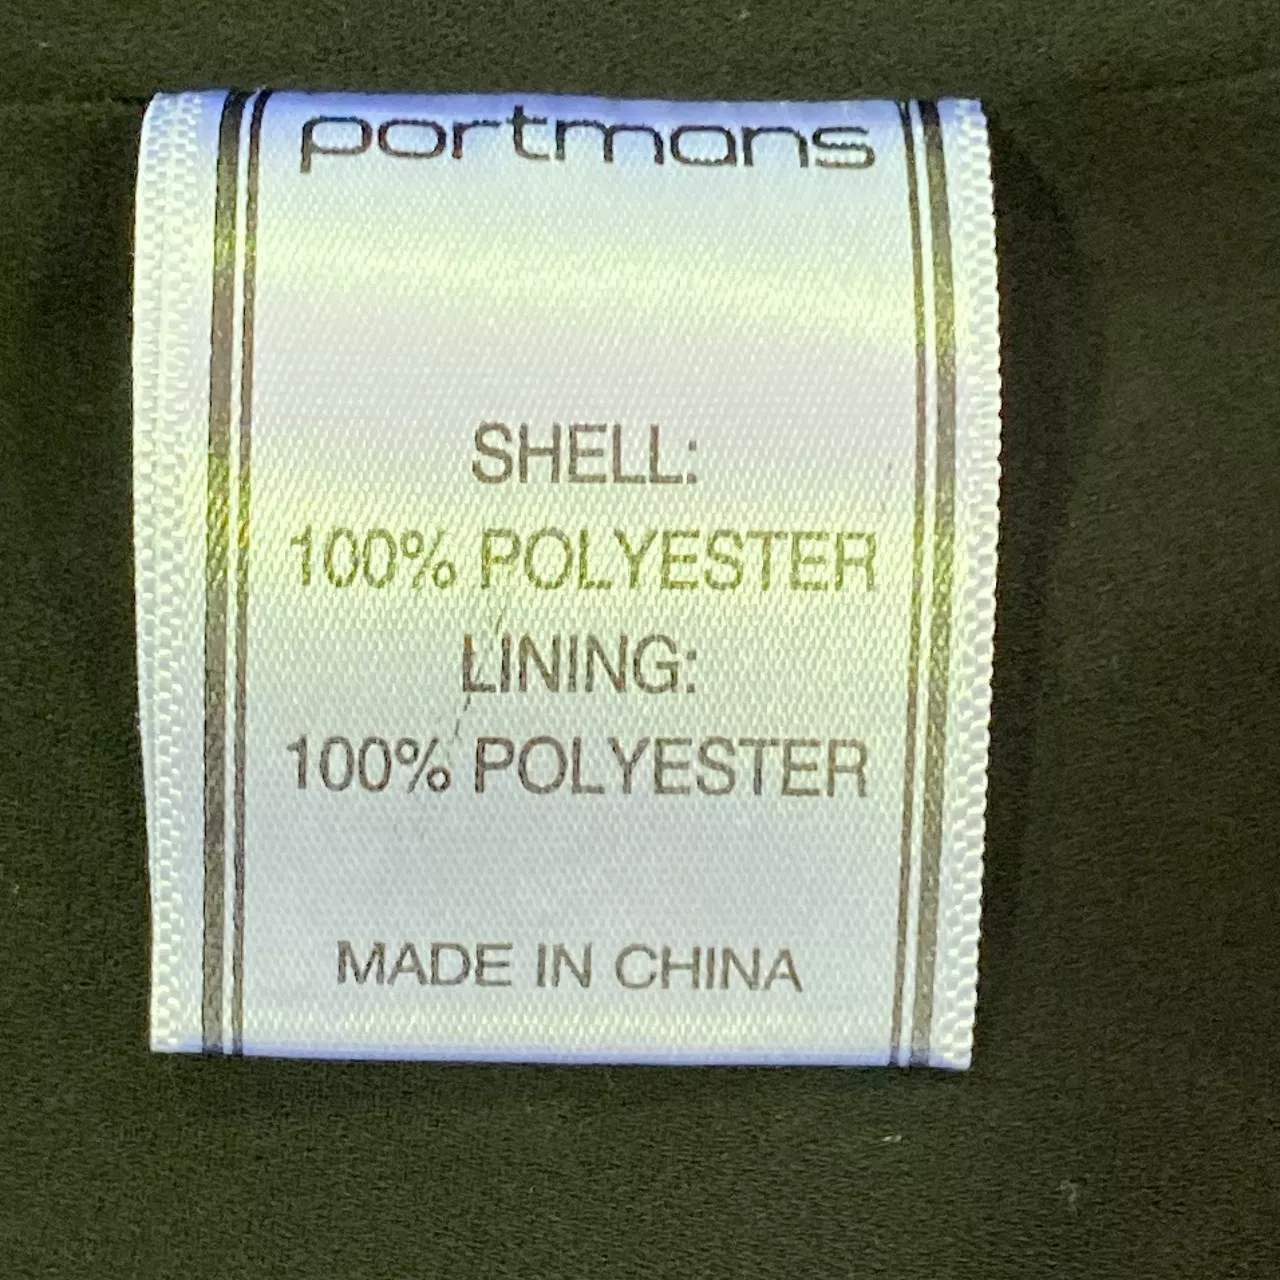 portmans
SHELL:
100% POLYESTER
LINING:
100% POLYESTER
MADE IN CHINA